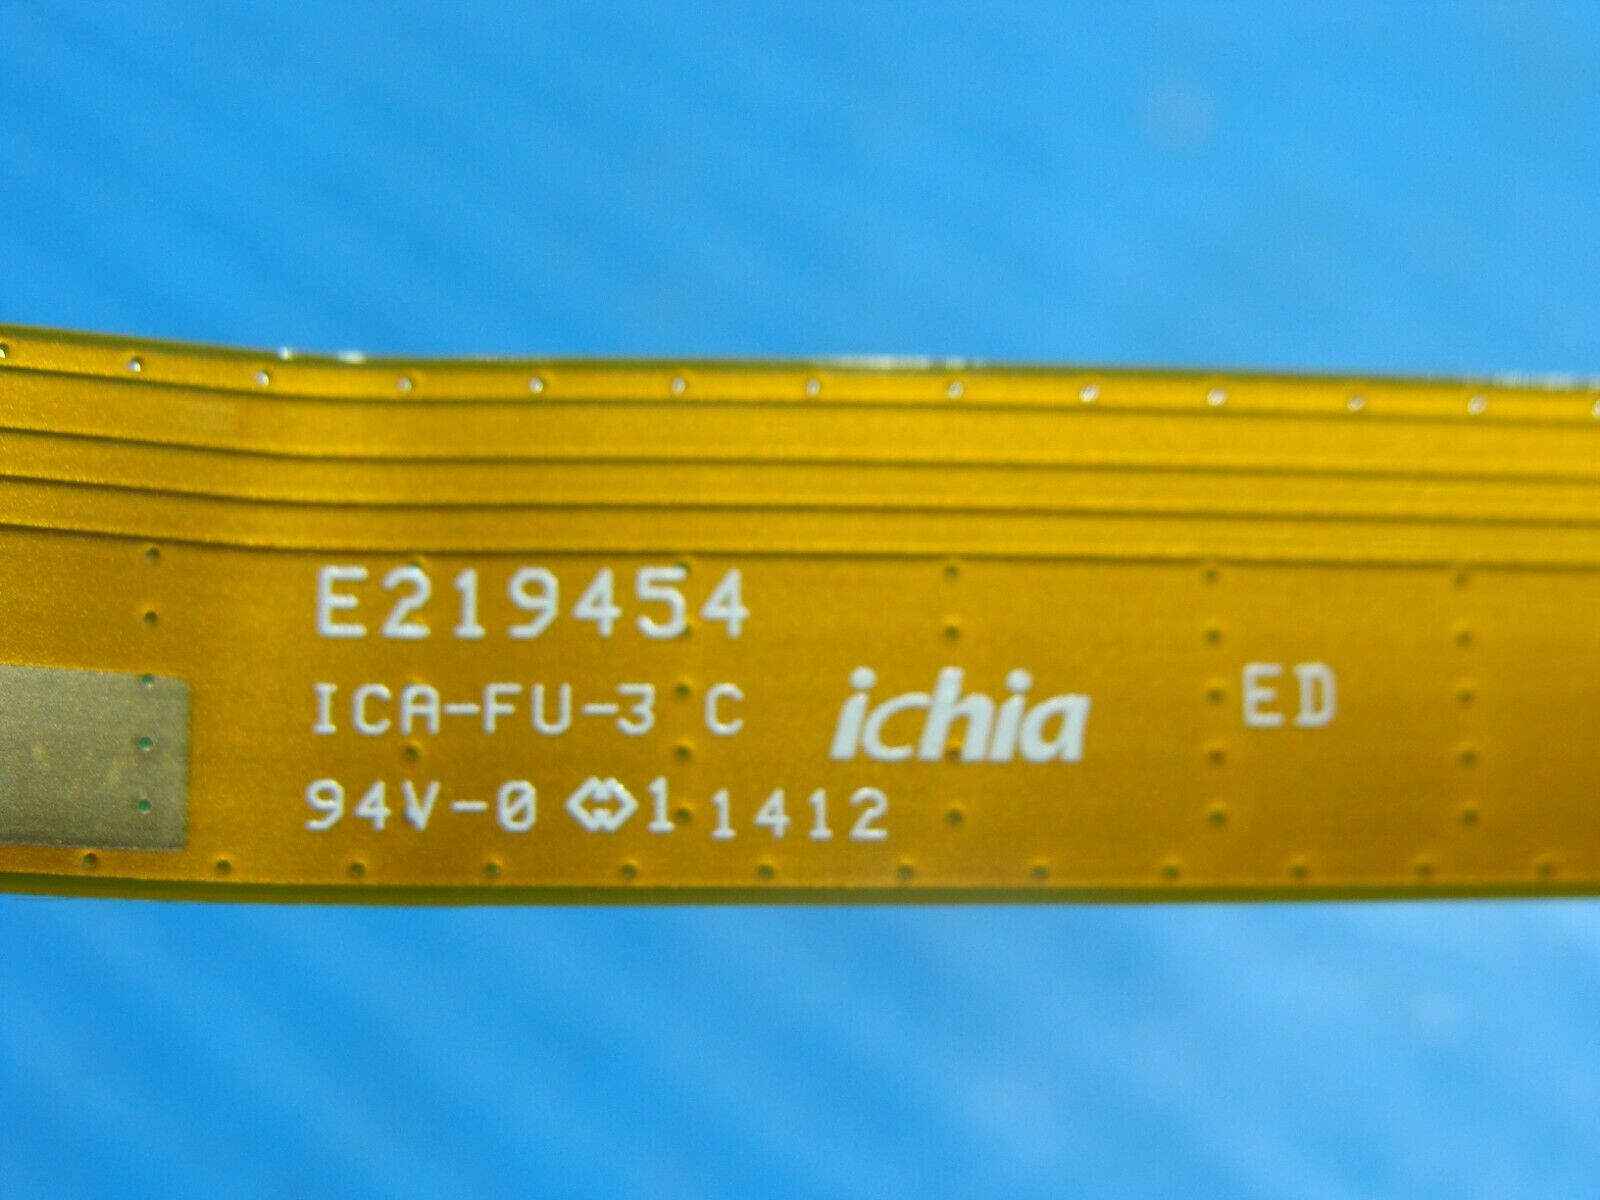 E219454
ICA-FU-3 C ichia ED
94V-0 1 1412